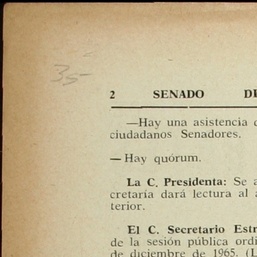 35-
2 SENADO
—Hay una asistencia
ciudadanos Senadores.
— Hay quórum.
La C. Presidenta: Se
cretaría dará lectura al
terior.
El C. Secretario
de la sesión pública
de diciembre de 1965.